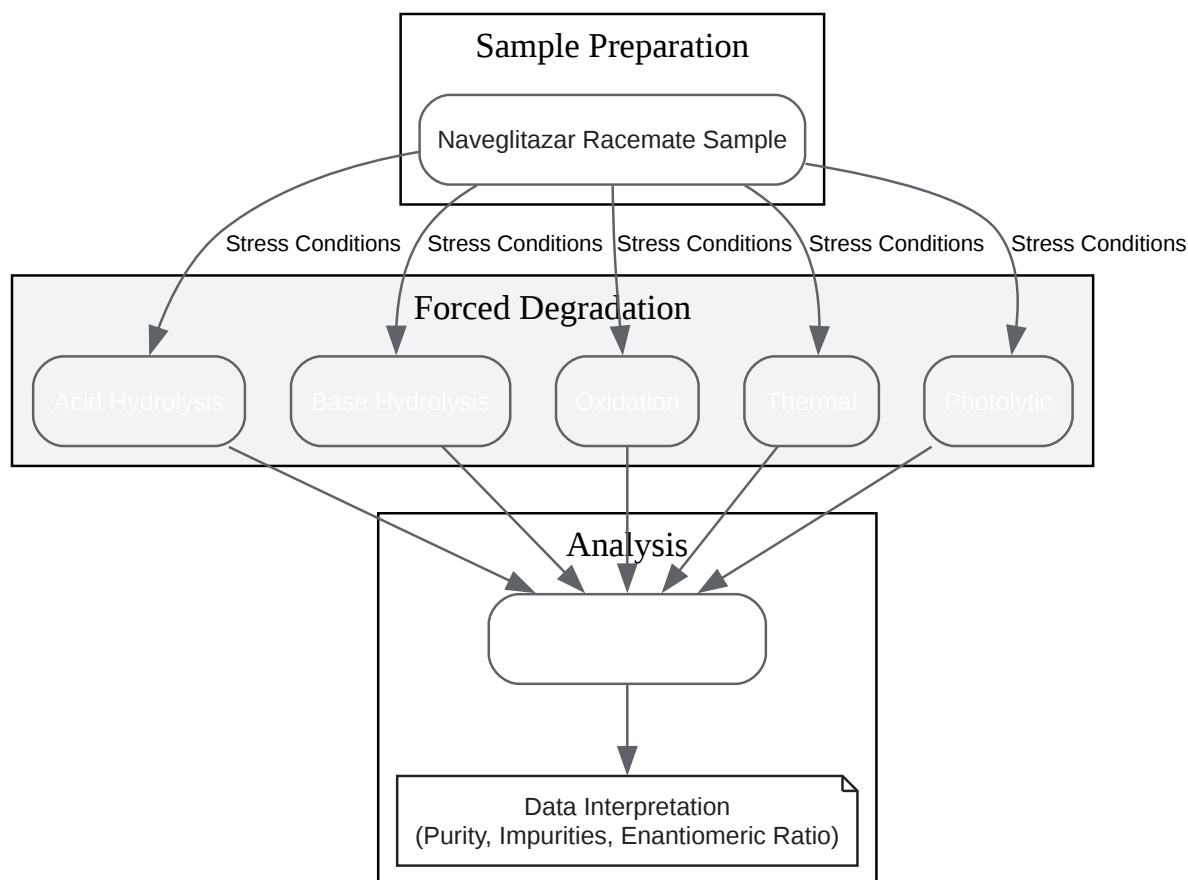 Sample Preparation
Naveglitazar Racemate Sample
Stress Conditions
Stress Conditions
Stress Conditions
Stress Conditions
Stress Conditions
Forced Degradation
Acid Hydrolysis
Base Hydrolysis
Oxidation
Thermal
Photolytic
Analysis
Data Interpretation
(Purity, Impurities, Enantiomeric Ratio)